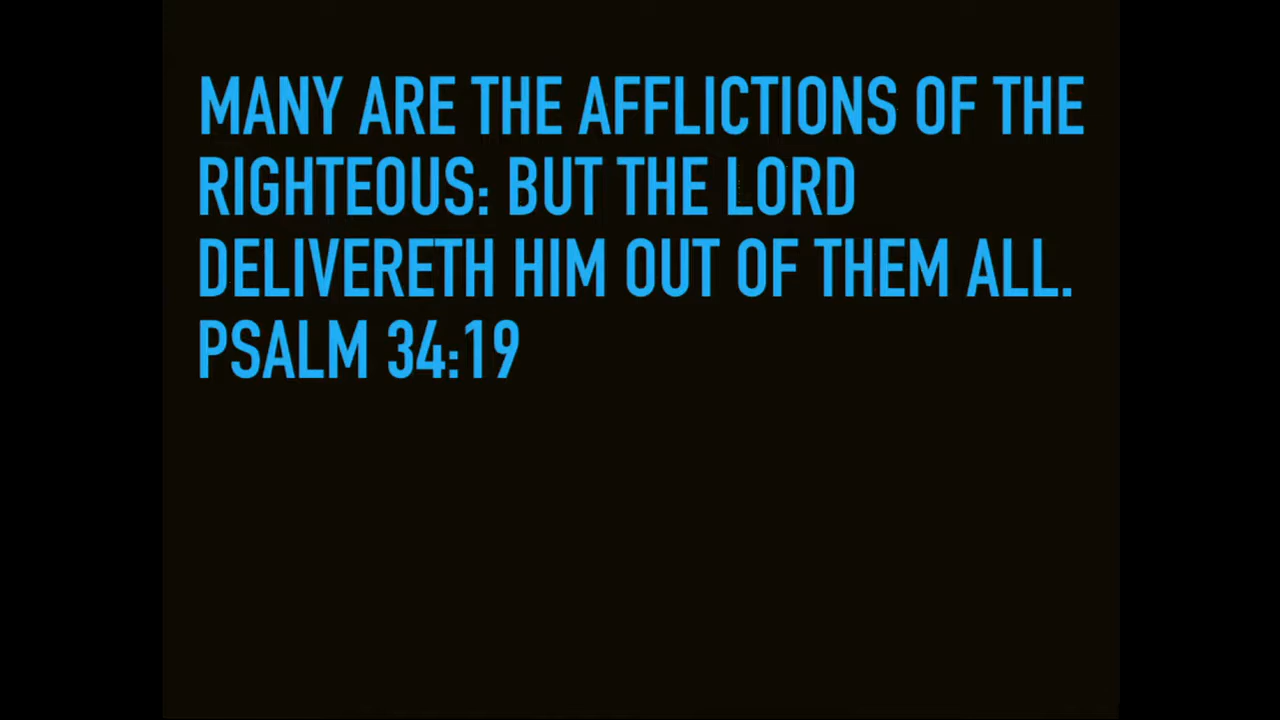 MANY ARE THE AFFLICTIONS OF THE
RIGHTEOUS: BUT THE LORD
DELIVERETH HIM OUT OF THEM ALL.
PSALM 34:19